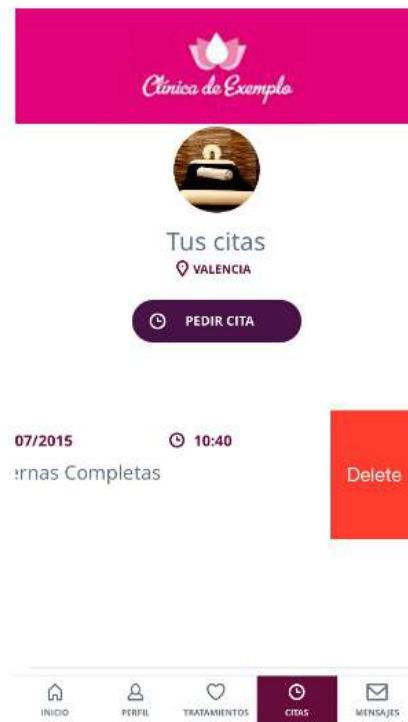 Clínica de Exemplo
Tus citas
VALENCIA
PEDIR CITA
07/2015 10:40
ernas Completas
Delete
INICIO PERFIL TRATAMIENTOS CITAS MENSAJES